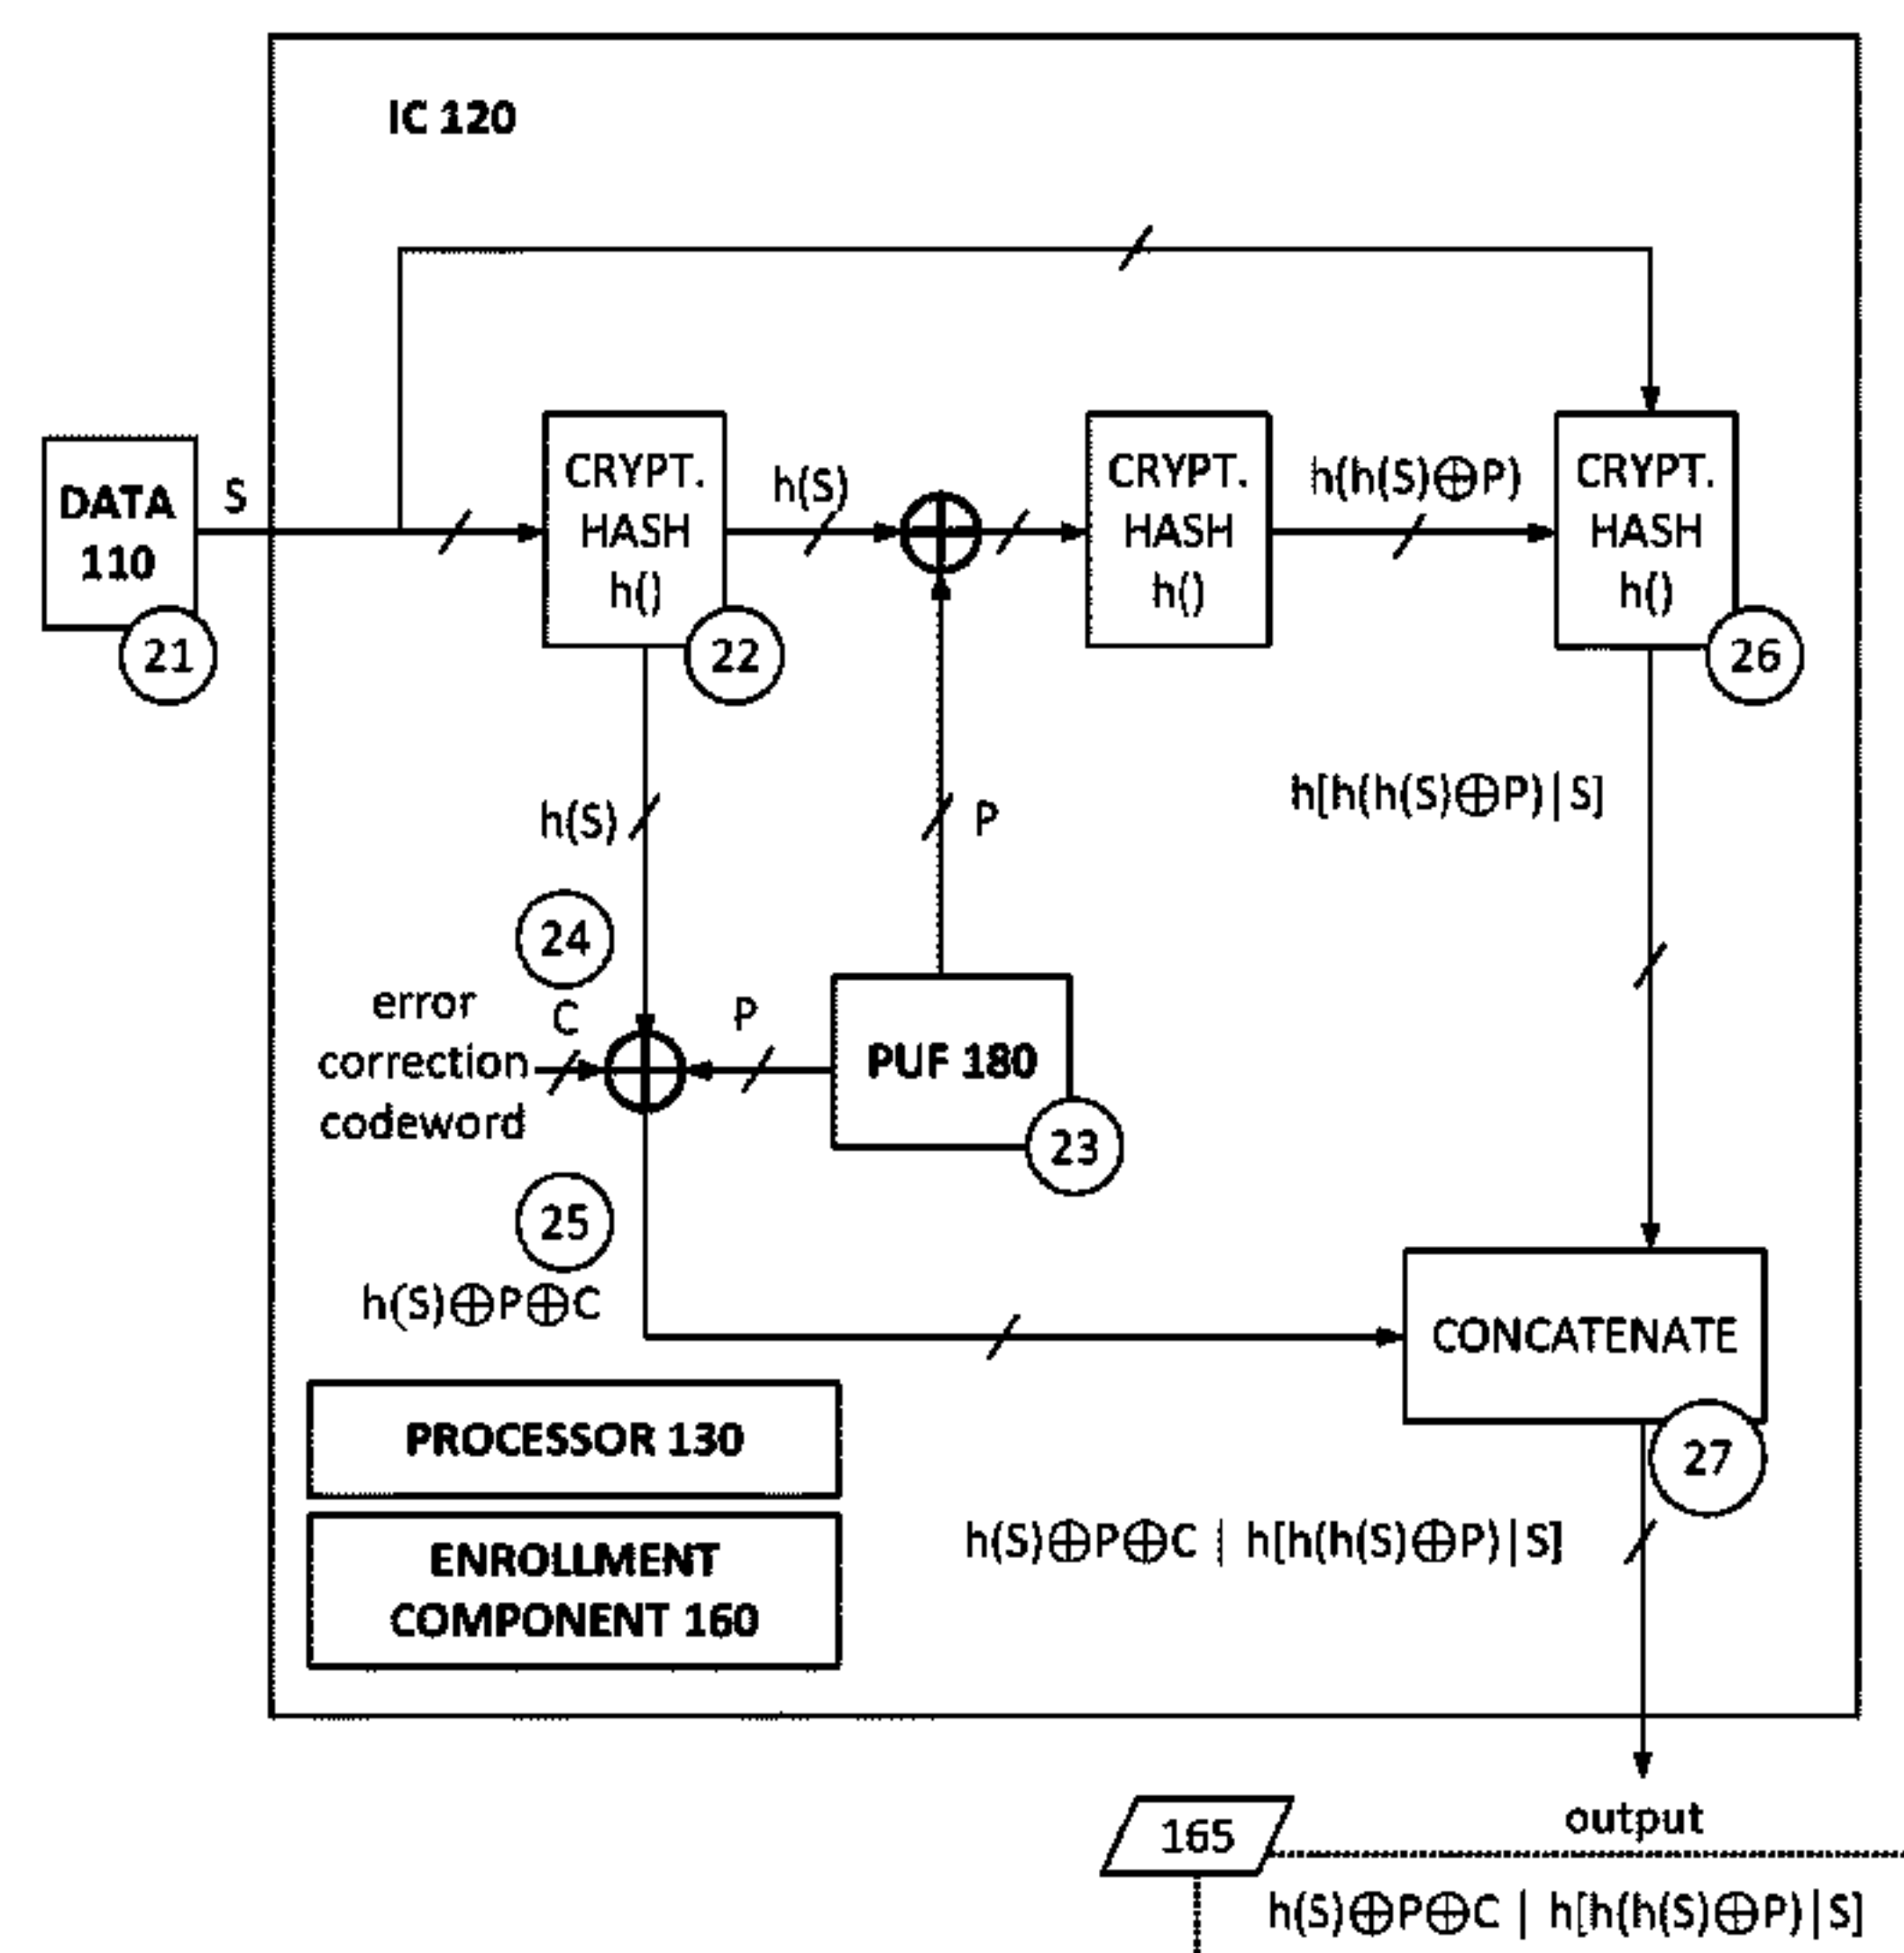 IC 120
DATA
110
S
21
CRYPT.
HASH
h()
22
h(S)
CRYPT.
HASH
h()
h(h(S)⊕P)
CRYPT.
HASH
h()
26
h(S)
P
h[h(h(S)⊕P)|S]
24
error
correction
codeword
C
P
PUF 180
23
25
h(S)⊕P⊕C
CONCATENATE
27
PROCESSOR 130
ENROLLMENT
COMPONENT 160
h(S)⊕P⊕C | h[h(h(S)⊕P)|S]
165
output
h(S)⊕P⊕C | h[h(h(S)⊕P)|S]